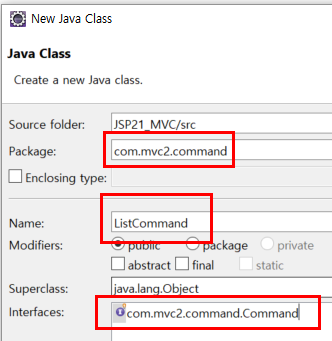 New Java Class
Java Class
Create a new Java class.
Source folder: JSP21_MVC/src
Package: com.mvc2.command
Enclosing type:
Name: ListCommand
Modifiers: public package private
abstract final static
Superclass: java.lang.Object
Interfaces: com.mvc2.command.Command